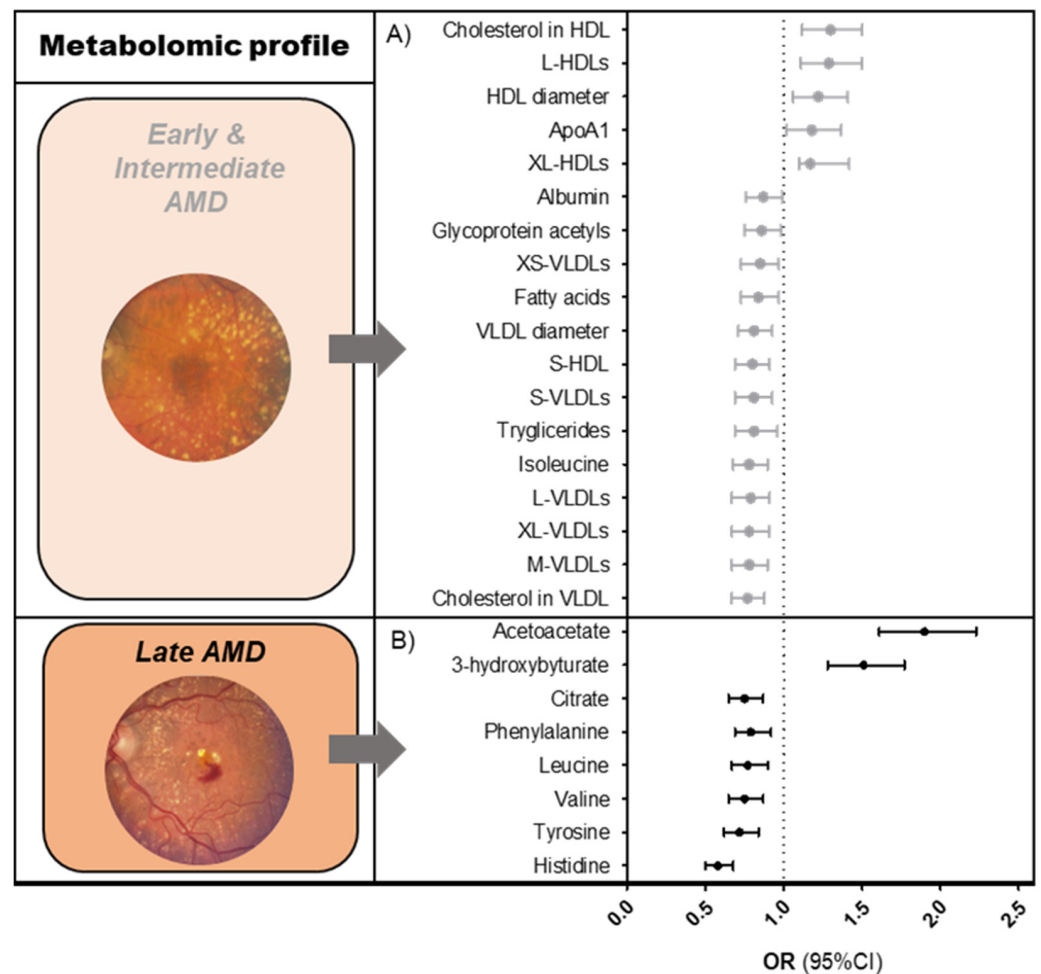 Metabolomic profile
Early &
Intermediate
AMD
A)
Cholesterol in HDL
L-HDLs
HDL diameter
ApoA1
XL-HDLs
Albumin
Glycoprotein acetyls
XS-VLDLs
Fatty acids
VLDL diameter
S-HDL
S-VLDLs
Tryglicerides
Isoleucine
L-VLDLs
XL-VLDLs
M-VLDLs
Cholesterol in VLDL
Late AMD
B)
Acetoacetate
3-hydroxybyturate
Citrate
Phenylalanine
Leucine
Valine
Tyrosine
Histidine
0.0 0.5 1.0 1.5 2.0 2.5
OR (95%CI)